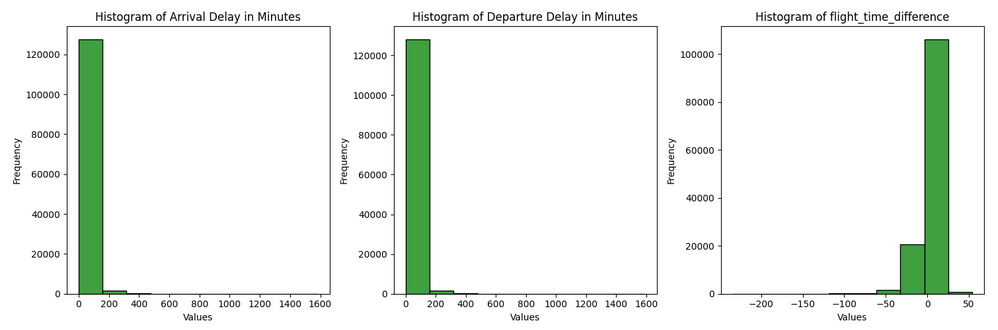 Histogram of Arrival Delay in Minutes
Frequency
120000
100000
80000
60000
40000
20000
0
0 200 400 600 800 1000 1200 1400 1600
Values
Histogram of Departure Delay in Minutes
Frequency
120000
100000
80000
60000
40000
20000
0
0 200 400 600 800 1000 1200 1400 1600
Values
Histogram of flight_time_difference
Frequency
100000
80000
60000
40000
20000
0
−200 −150 −100 −50 0 50
Values